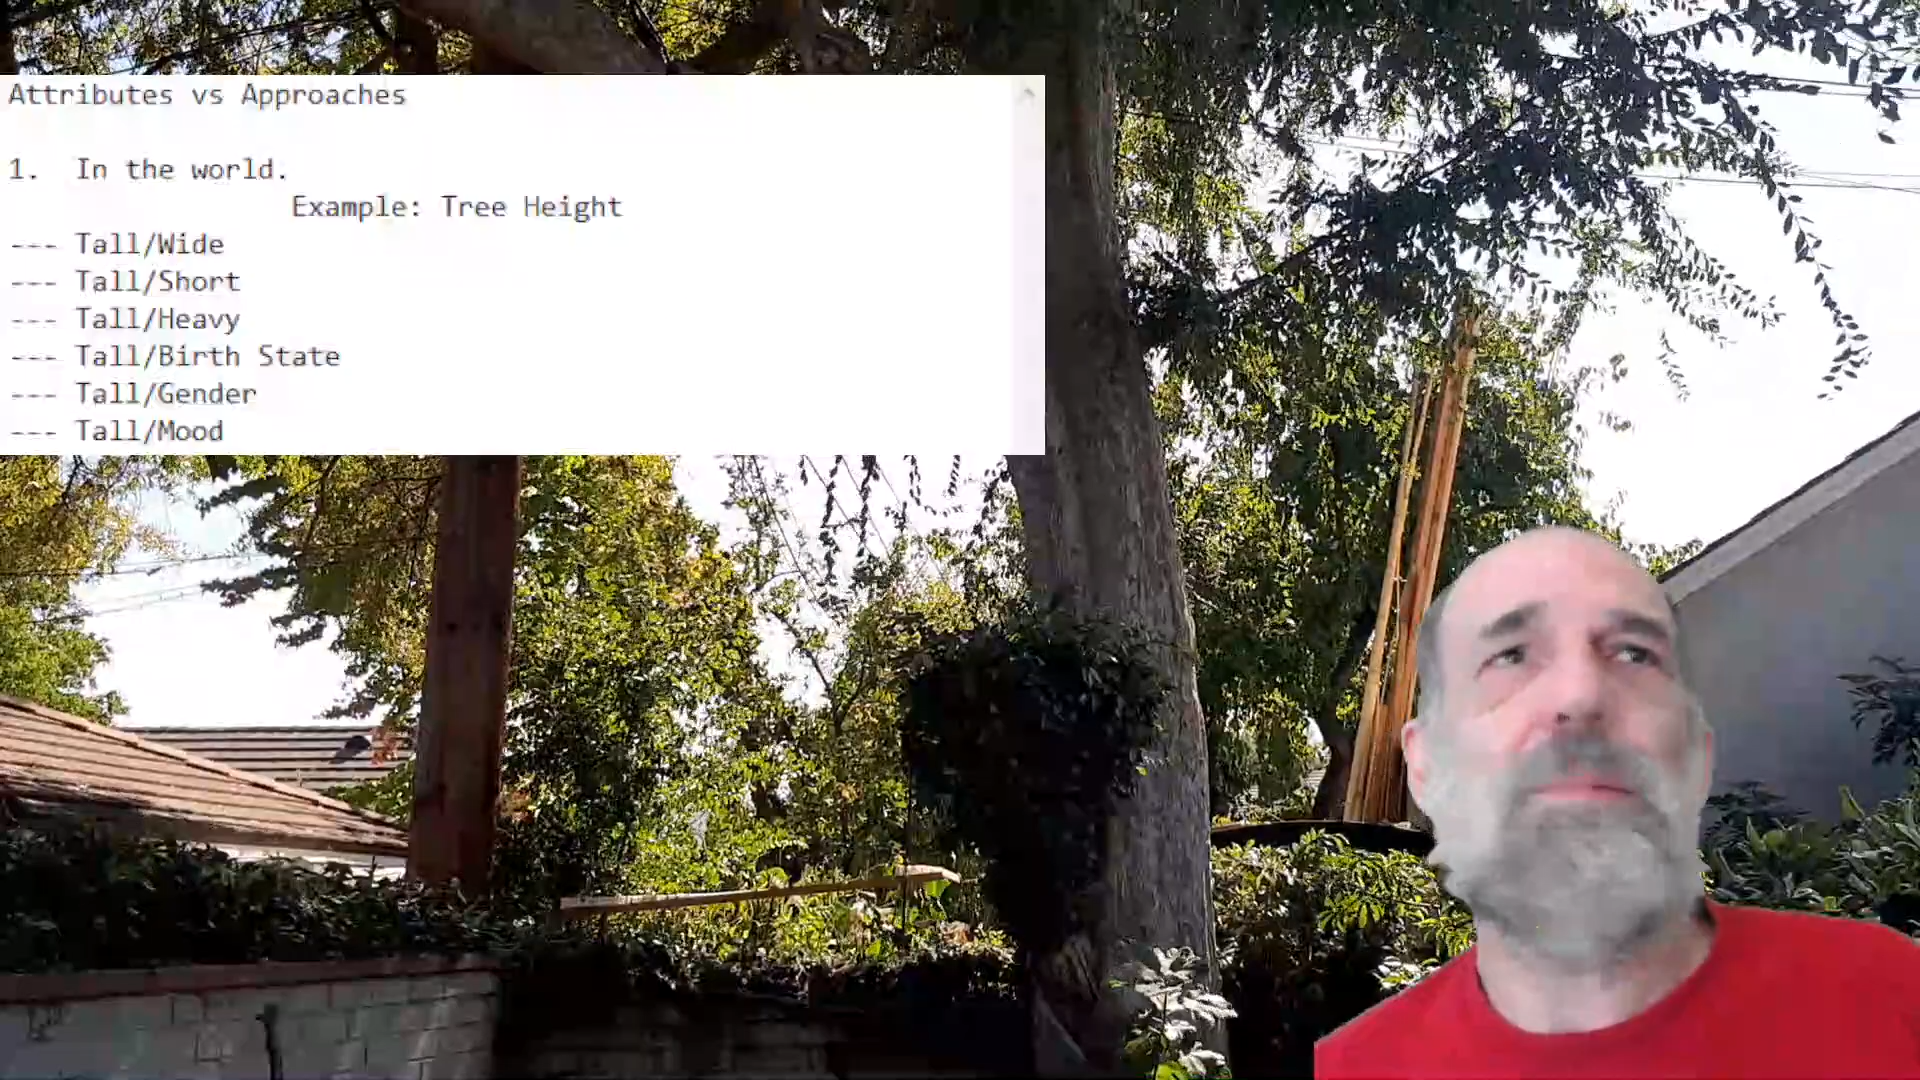 Attributes vs Approaches
1. In the world.
Example: Tree Height
--- Tall/Wide
--- Tall/Short
--- Tall/Heavy
--- Tall/Birth State
--- Tall/Gender
--- Tall/Mood